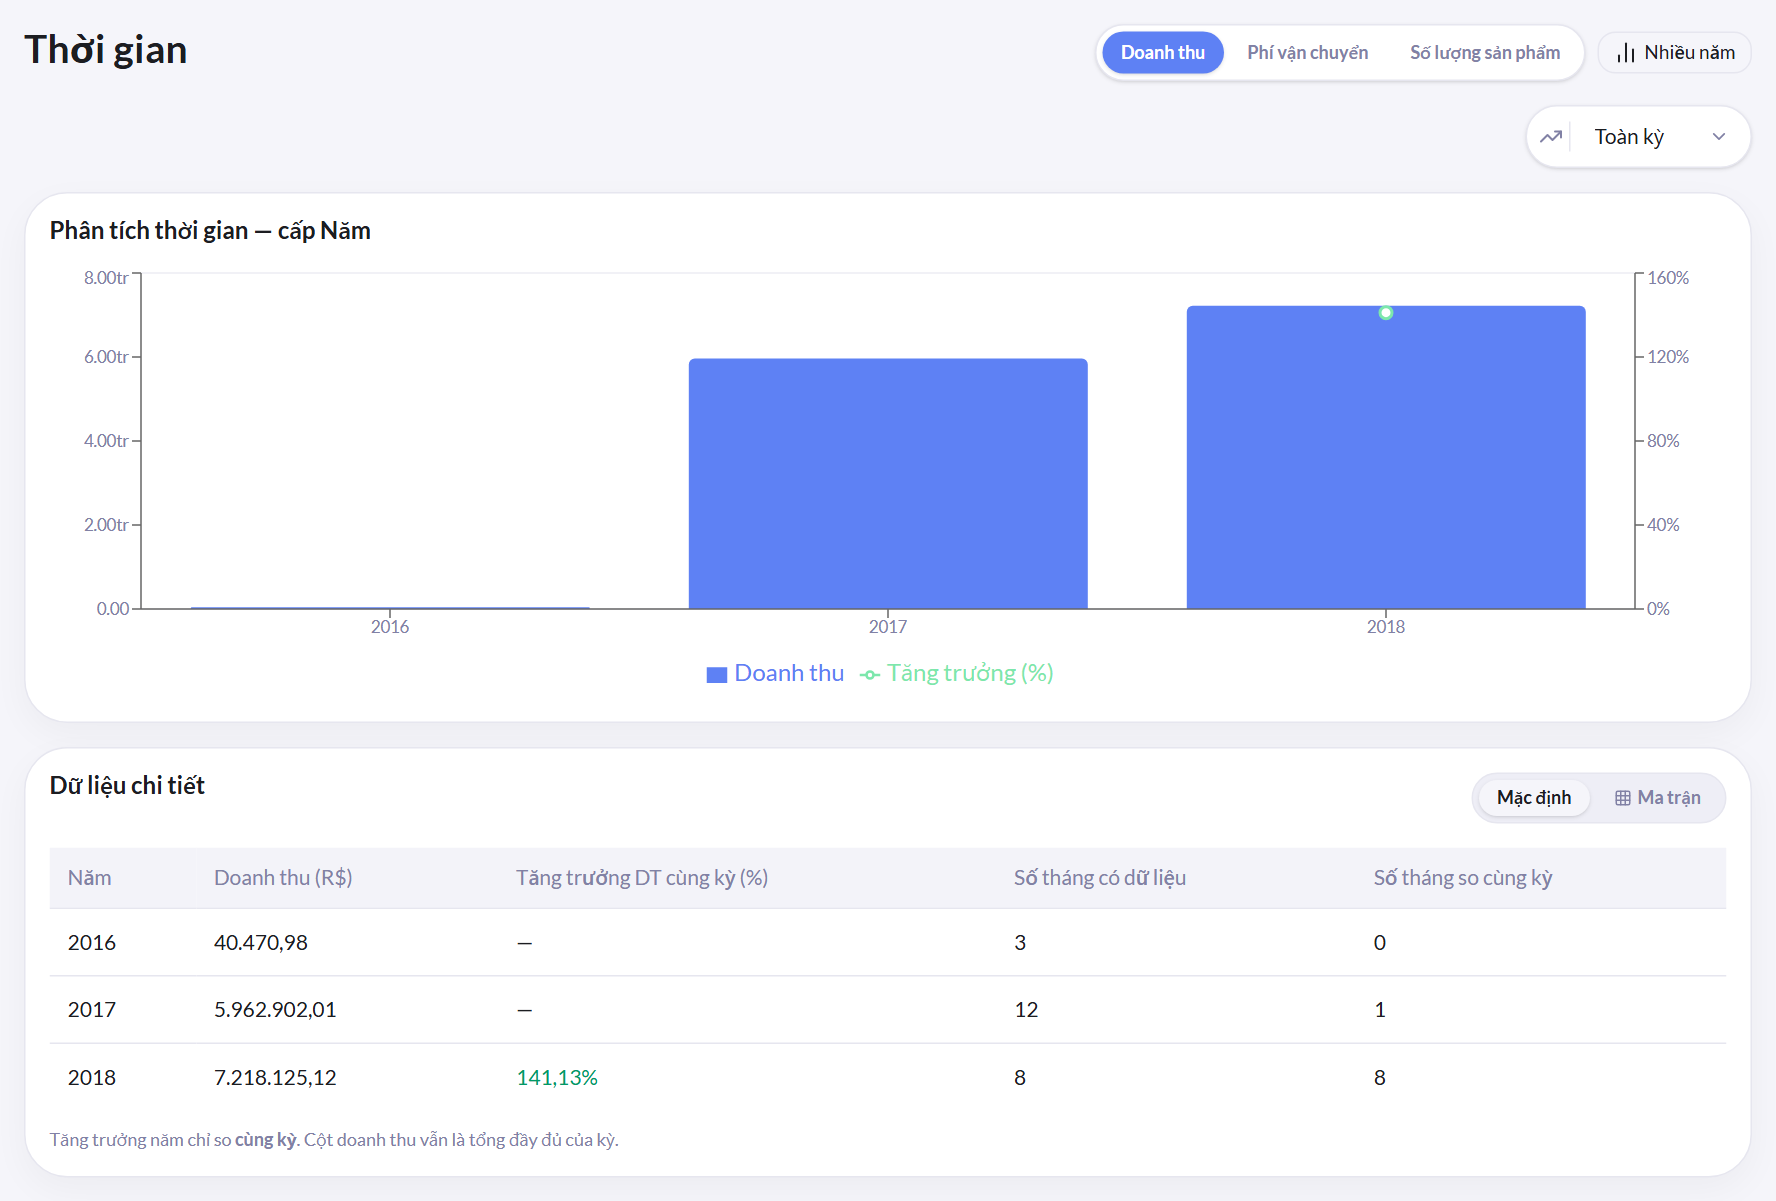 Thời gian
Doanh thu Phí vận chuyển Số lượng sản phẩm Nhiều năm
Toàn kỳ
Phân tích thời gian — cấp Năm
8.00tr 160%
6.00tr 120%
4.00tr 80%
2.00tr 40%
0.00 0%
2016 2017 2018
Doanh thu Tăng trưởng (%)
Dữ liệu chi tiết
Mặc định Ma trận
Năm Doanh thu (R$) Tăng trưởng DT cùng kỳ (%) Số tháng có dữ liệu Số tháng so cùng kỳ
2016 40.470,98 — 3 0
2017 5.962.902,01 — 12 1
2018 7.218.125,12 141,13% 8 8
Tăng trưởng năm chỉ so cùng kỳ. Cột doanh thu vẫn là tổng đầy đủ của kỳ.